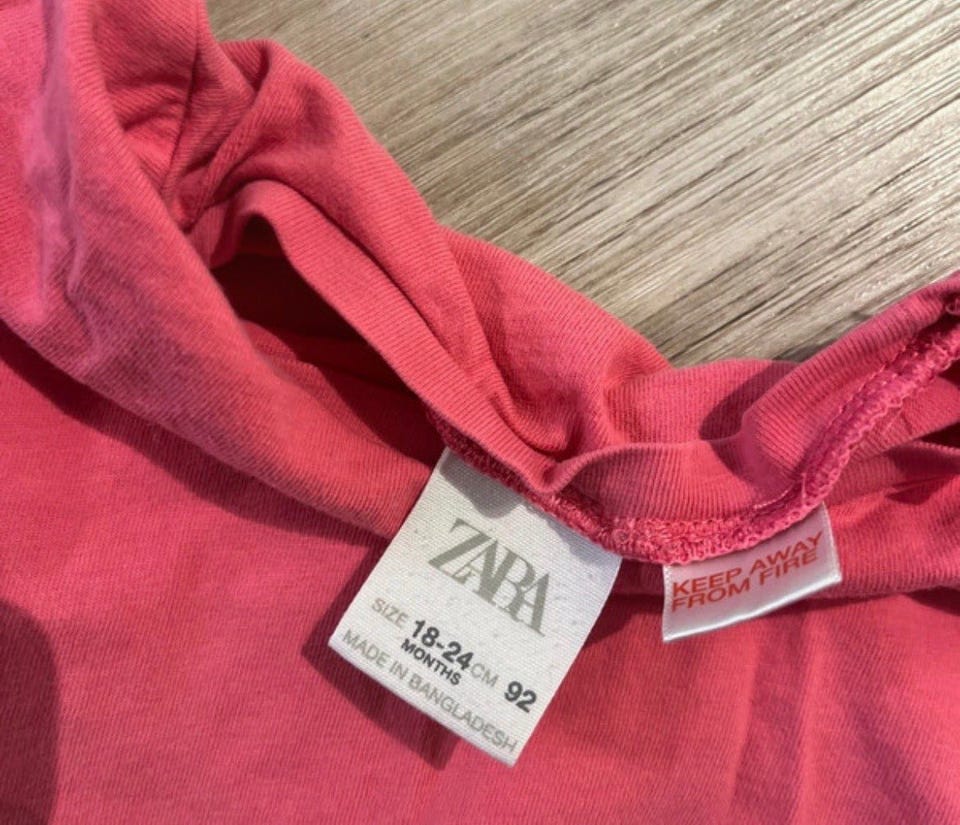 ZARA
SIZE 18-24 CM 92
MONTHS
MADE IN BANGLADESH
KEEP AWAY
FROM FIRE